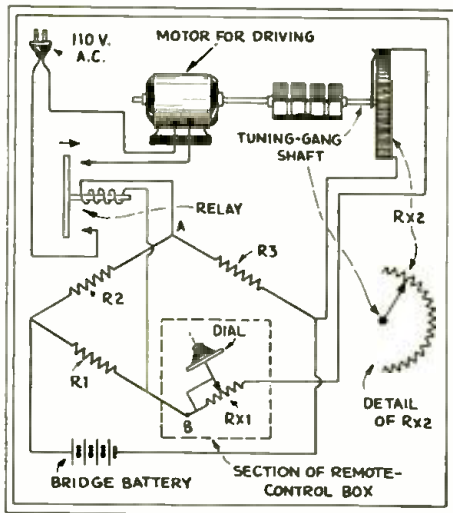 110 V.
A.C.
MOTOR FOR DRIVING
TUNING-GANG
SHAFT
RX2
RELAY
A
R3
R2
DIAL
R1
RX1
B
DETAIL
OF RX2
BRIDGE BATTERY
SECTION OF REMOTE-
CONTROL BOX